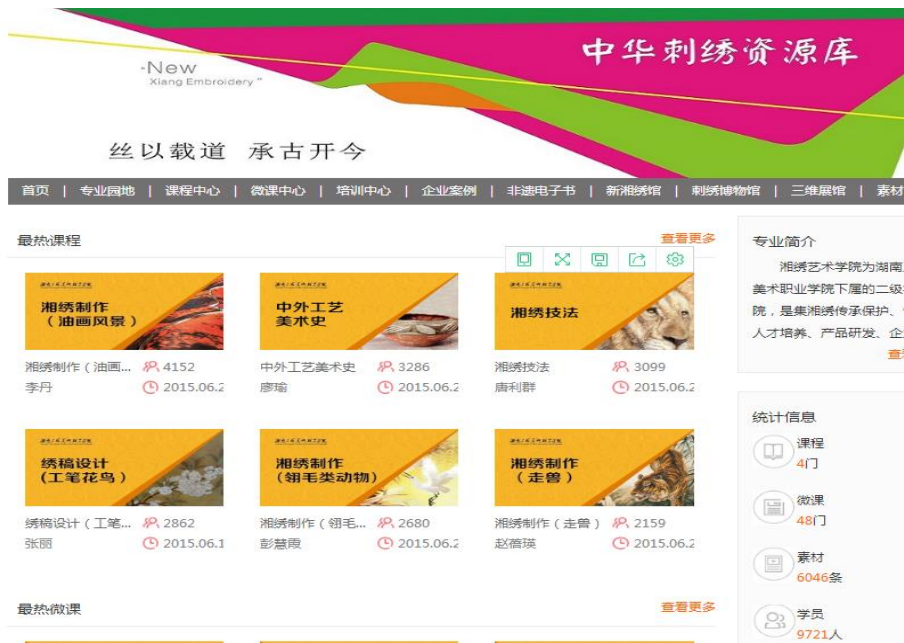 中华刺绣资源库
·New
Xiang Embroidery "
丝以载道 承古开今
首页 | 专业园地 | 课程中心 | 微课中心 | 培训中心 | 企业案例 | 非遗电子书 | 新湘绣馆 | 刺绣博物馆 | 三维展馆 | 素材
最热课程
查看更多
湘绣制作
（油画风景）
中外工艺
美术史
湘绣技法
湘绣制作（油画... 4152
李丹 2015.06.2
中外工艺美术史 3286
廖瑜 2015.06.2
湘绣技法 3099
唐利群 2015.06.2
绣稿设计
(工笔花鸟)
湘绣制作
(翎毛类动物)
湘绣制作
（走兽）
绣稿设计（工笔... 2862
张丽 2015.06.1
湘绣制作（翎毛... 2680
彭慧霞 2015.06.2
湘绣制作（走兽） 2159
赵蓓瑛 2015.06.2
最热微课
查看更多
专业简介
湘绣艺术学院为湖南
美术职业学院下属的二级
院，是集湘绣传承保护、
人才培养、产品研发、企
查
统计信息
课程
4门
微课
48门
素材
6046条
学员
9721人